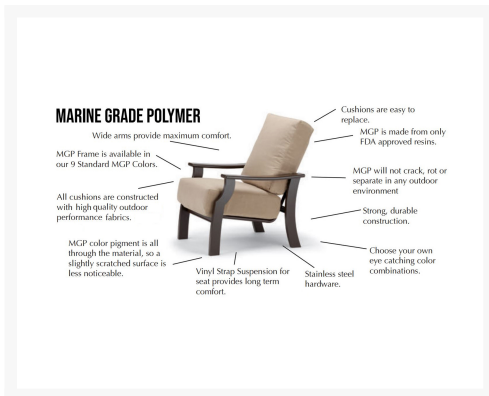 MARINE GRADE POLYMER
Wide arms provide maximum comfort.
MGP Frame is available in
our 9 Standard MGP Colors.
All cushions are constructed
with high quality outdoor
performance fabrics.
MGP color pigment is all
through the material, so a
slightly scratched surface is
less noticeable.
Vinyl Strap Suspension for
seat provides long term
comfort.
Stainless steel
hardware.
Cushions are easy to
replace.
MGP is made from only
FDA approved resins.
MGP will not crack, rot or
separate in any outdoor
environment
Strong, durable
construction.
Choose your own
eye catching color
combinations.